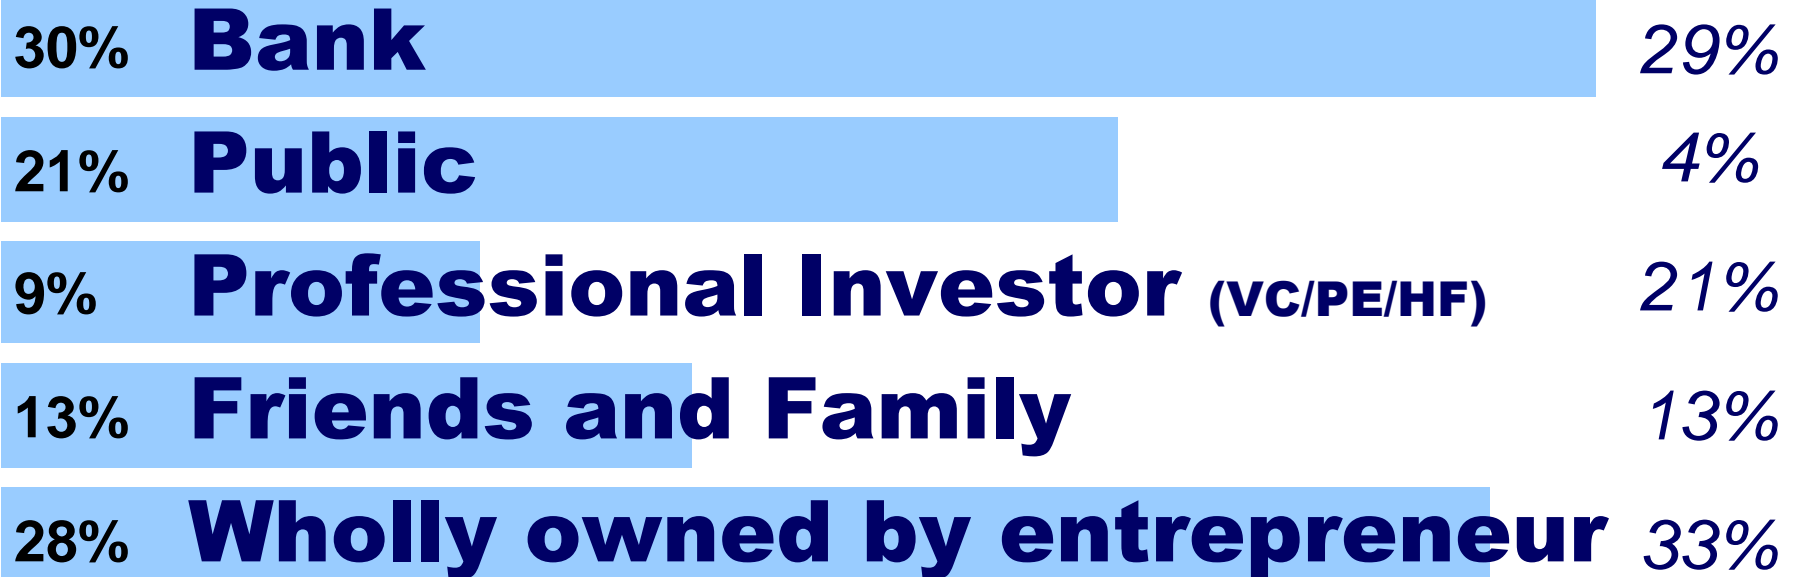 30% Bank 29%
21% Public 4%
9% Professional Investor (VC/PE/HF) 21%
13% Friends and Family 13%
28% Wholly owned by entrepreneur 33%